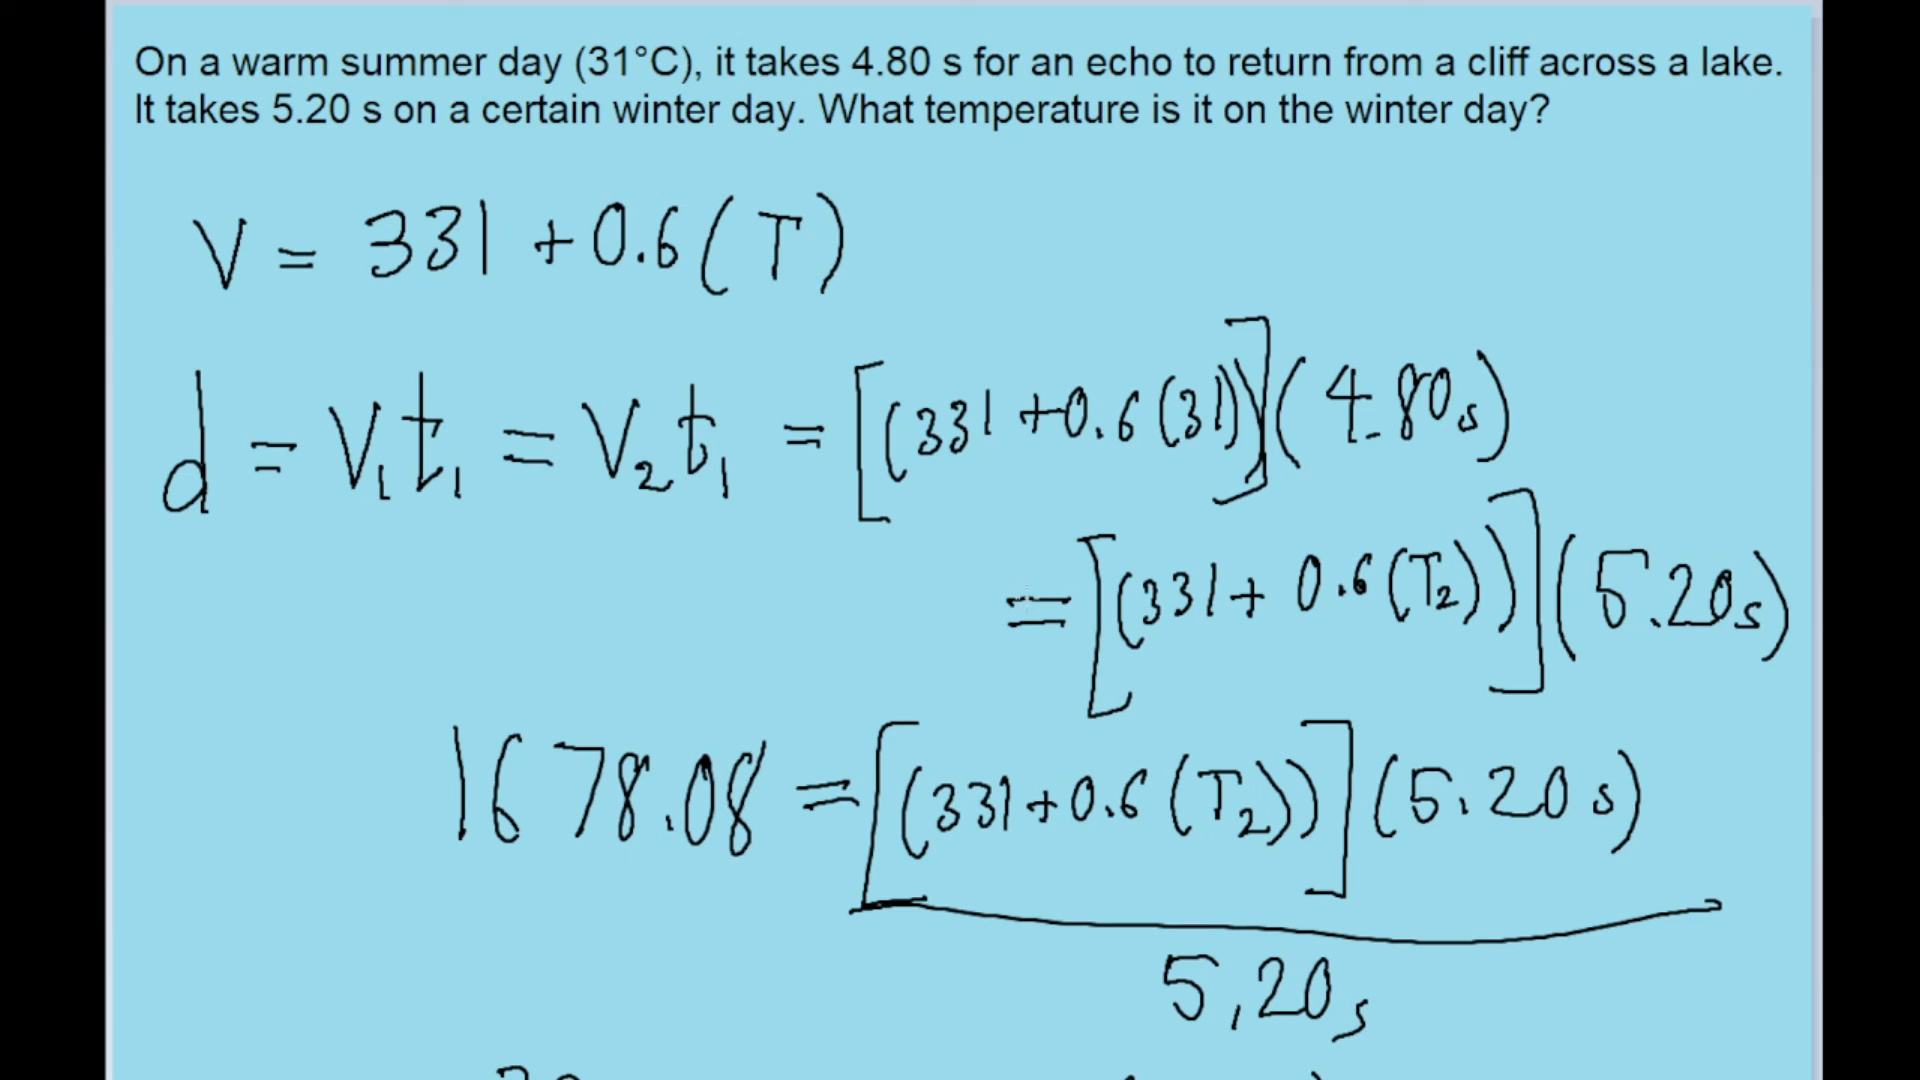 On a warm summer day (31°C), it takes 4.80 s for an echo to return from a cliff across a lake.
It takes 5.20 s on a certain winter day. What temperature is it on the winter day?
V = 331 + 0.6(T)
d = V₁t₁ = V₂t₁ = [(331 + 0.6(31))](4.80s)
= [(331 + 0.6(T₂))](5.20s)
1678.08 = [(331 + 0.6(T₂))](5.20s)
5,20s